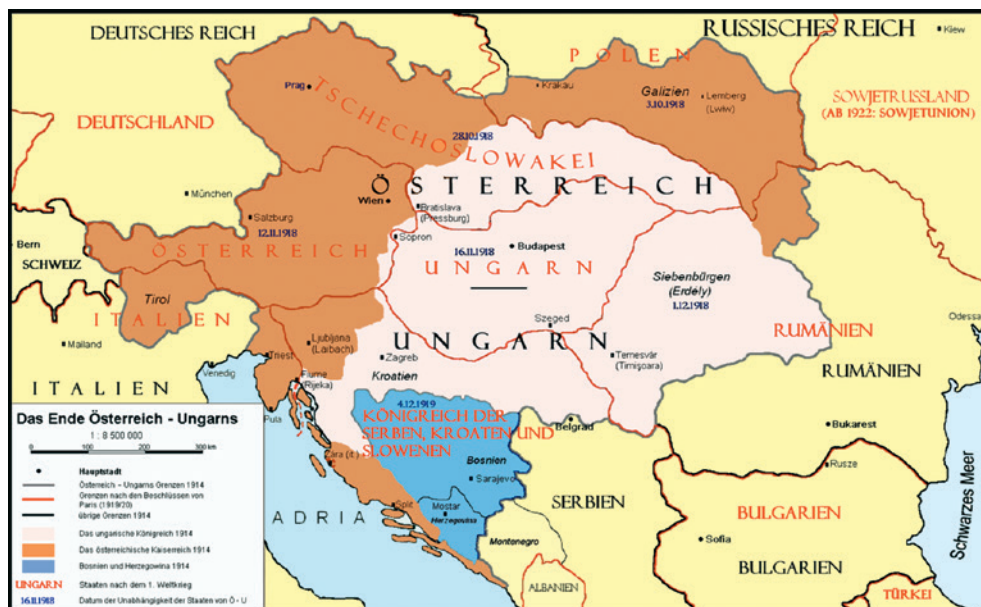 DEUTSCHES REICH
RUSSISCHES REICH
Kiew
POLEN
Prag
Krakau
Galizien
3.10.1918
Lemberg
(Lwiw)
SOWJETRUSSLAND
(AB 1922: SOWJETUNION)
DEUTSCHLAND
TSCHECHOSLOWAKEI
28.10.1918
München
ÖSTERREICH
Wien
Bratislava
(Pressburg)
Salzburg
12.11.1918
Sopron
ÖSTERREICH
Bern
SCHWEIZ
16.11.1918
Budapest
UNGARN
Siebenbürgen
(Erdély)
1.12.1918
Tirol
ITALIEN
Odessa
Mailand
Ljubljana
(Laibach)
Szeged
UNGARN
RUMÄNIEN
Triest
Venedig
Zagreb
Temesvár
(Timişoara)
Kroatien
RUMÄNIEN
ITALIEN
Fiume
(Rijeka)
4.12.1919
KÖNIGREICH DER
SERBEN, KROATEN UND
SLOWENEN
Pula
Belgrad
Bukarest
Zara (it.)
Bosnien
Sarajevo
Rusze
SERBIEN
ADRIA
Split
Mostar
Herzegowina
Montenegro
BULGARIEN
Sofia
BULGARIEN
Schwarzes Meer
ALBANIEN
TÜRKEI
Das Ende Österreich - Ungarns
1 : 8 500 000
0 100 200 300 km
Hauptstadt
Österreich - Ungarns Grenzen 1914
Grenzen nach den Beschlüssen von
Paris (1919/20)
übrige Grenzen 1914
Das ungarische Königreich 1914
Das österreichische Kaiserreich 1914
Bosnien und Herzegowina 1914
UNGARN Staaten nach dem 1. Weltkrieg
16.11.1918 Datum der Unabhängigkeit der Staaten von Ö - U